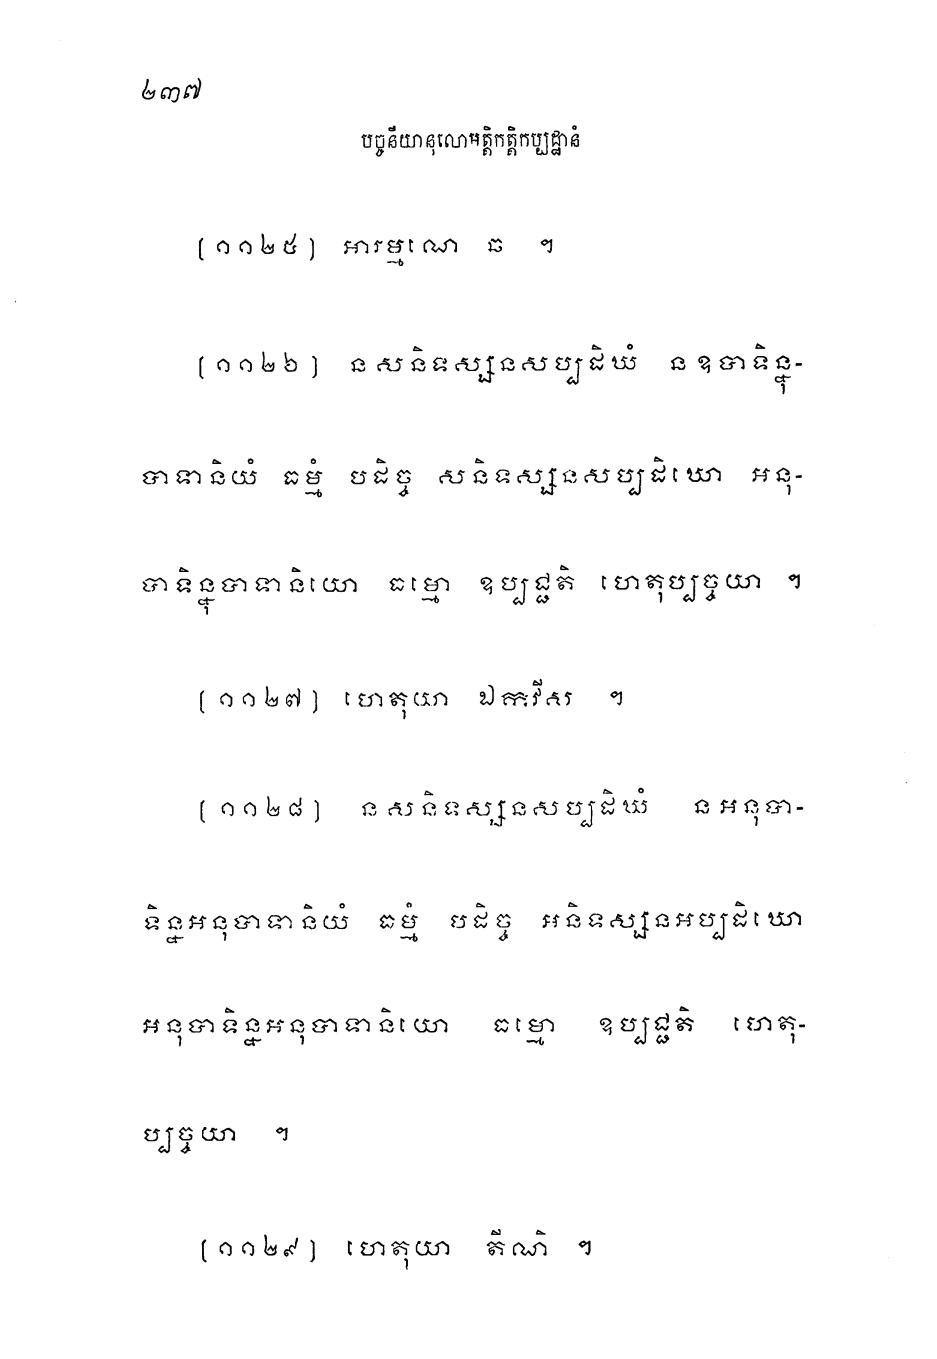 ២៣៧
បច្ចនីយានុលោមត្តិកត្តិកប្បដ្ឋានំ
(១១២៥) អារម្មណេ ឆ ។
(១១២៦) នសនិទស្សនសប្បដិឃំ នឧបាទិន្នុ-
បាទានិយំ ធម្មំ បដិច្ច សនិទស្សនសប្បដិឃោ អនុ-
បាទិន្នុបាទានិយោ ធម្មោ ឧប្បជ្ជតិ ហេតុប្បច្ចយា ។
(១១២៧) ហេតុយា ឯកវីស ។
(១១២៨) នសនិទស្សនសប្បដិឃំ នអនុបា-
ទិន្នអនុបាទានិយំ ធម្មំ បដិច្ច អនិទស្សនអប្បដិឃោ
អនុបាទិន្នអនុបាទានិយោ ធម្មោ ឧប្បជ្ជតិ ហេតុ-
ប្បច្ចយា ។
(១១២៩) ហេតុយា តីណិ ។